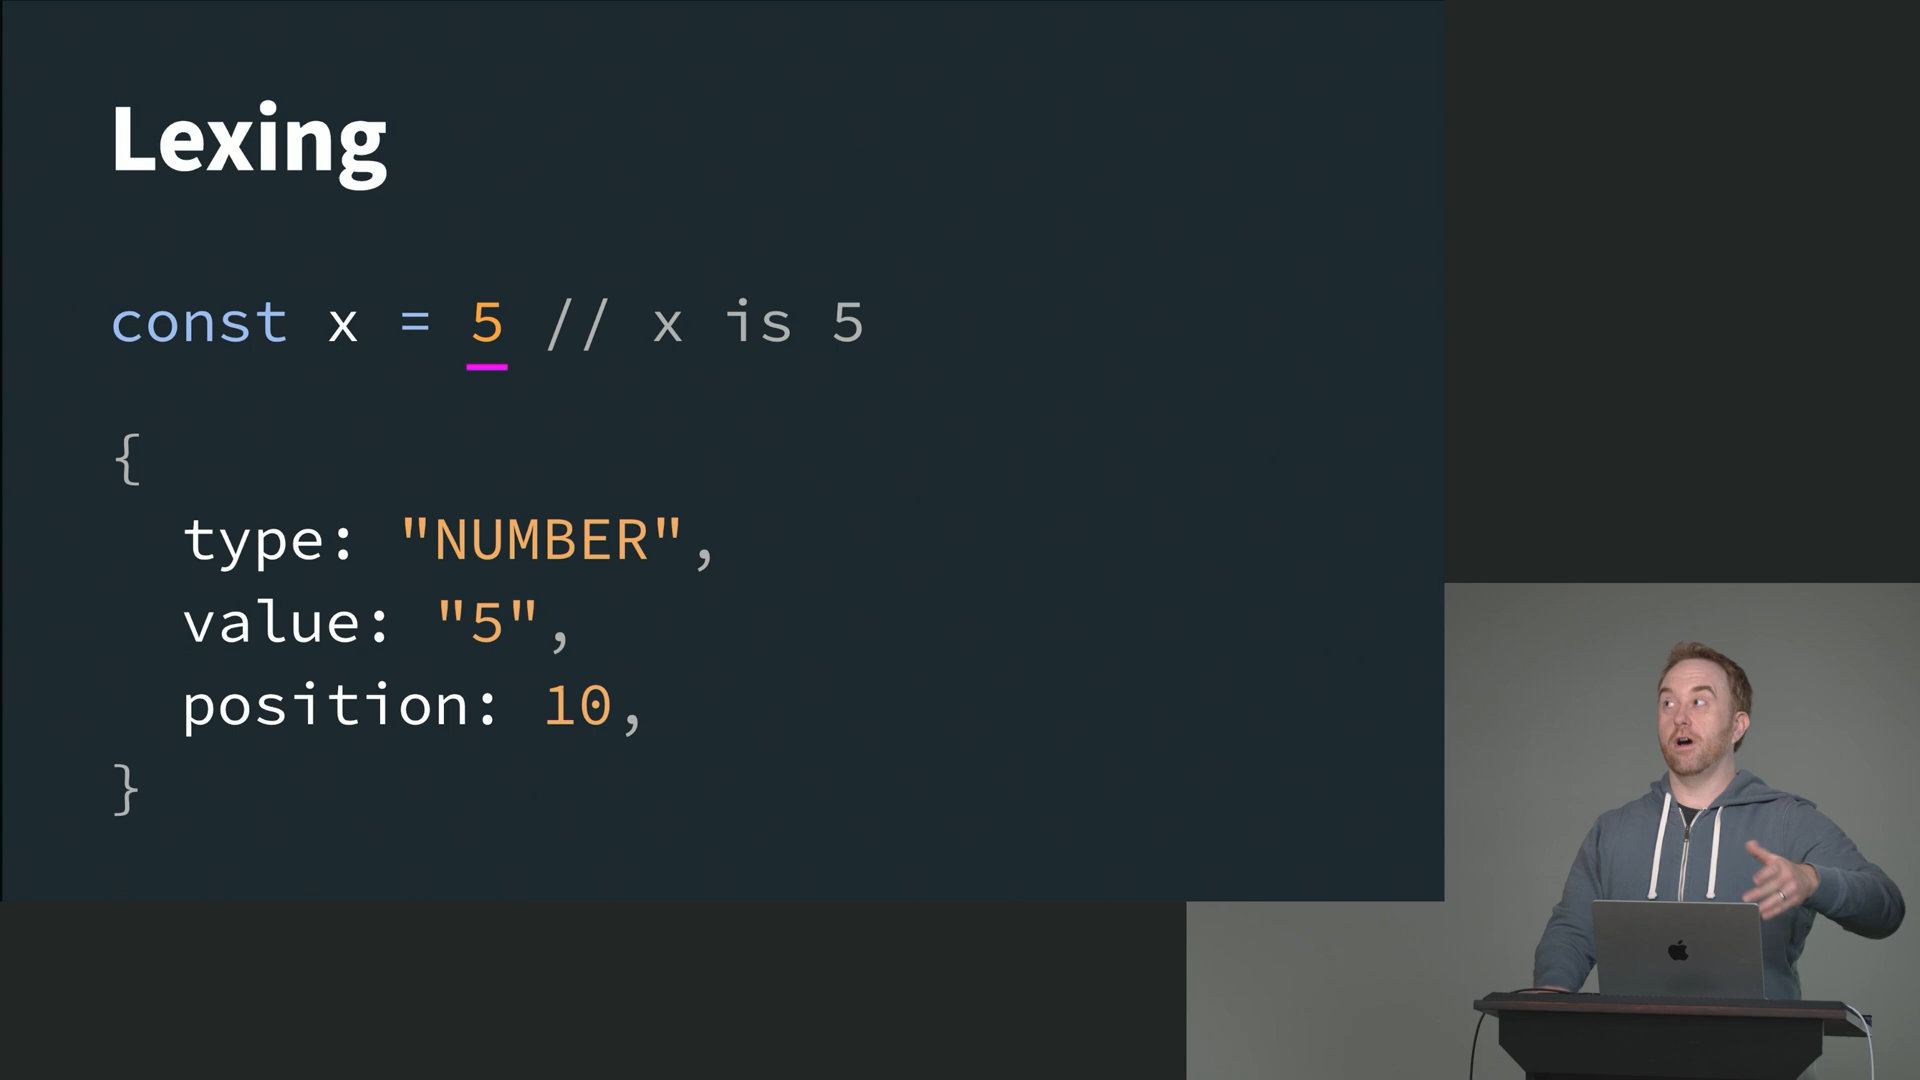 Lexing
const x = 5 // x is 5
{
type: "NUMBER",
value: "5",
position: 10,
}